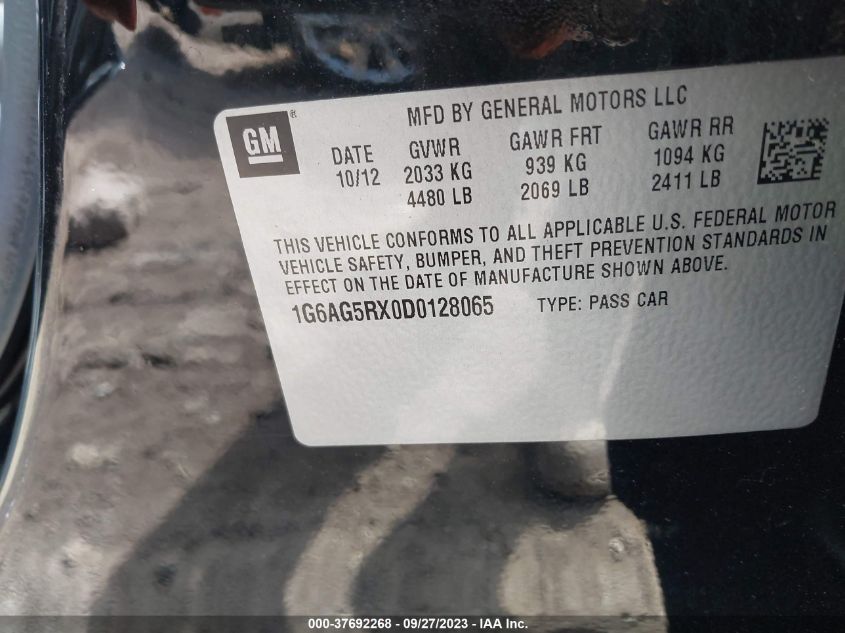 MFD BY GENERAL MOTORS LLC
GM ®
DATE GVWR GAWR FRT GAWR RR
10/12 2033 KG 939 KG 1094 KG
4480 LB 2069 LB 2411 LB
THIS VEHICLE CONFORMS TO ALL APPLICABLE U.S. FEDERAL MOTOR
VEHICLE SAFETY, BUMPER, AND THEFT PREVENTION STANDARDS IN
EFFECT ON THE DATE OF MANUFACTURE SHOWN ABOVE.
1G6AG5RX0D0128065 TYPE: PASS CAR
000-37692268 - 09/27/2023 - IAA Inc.